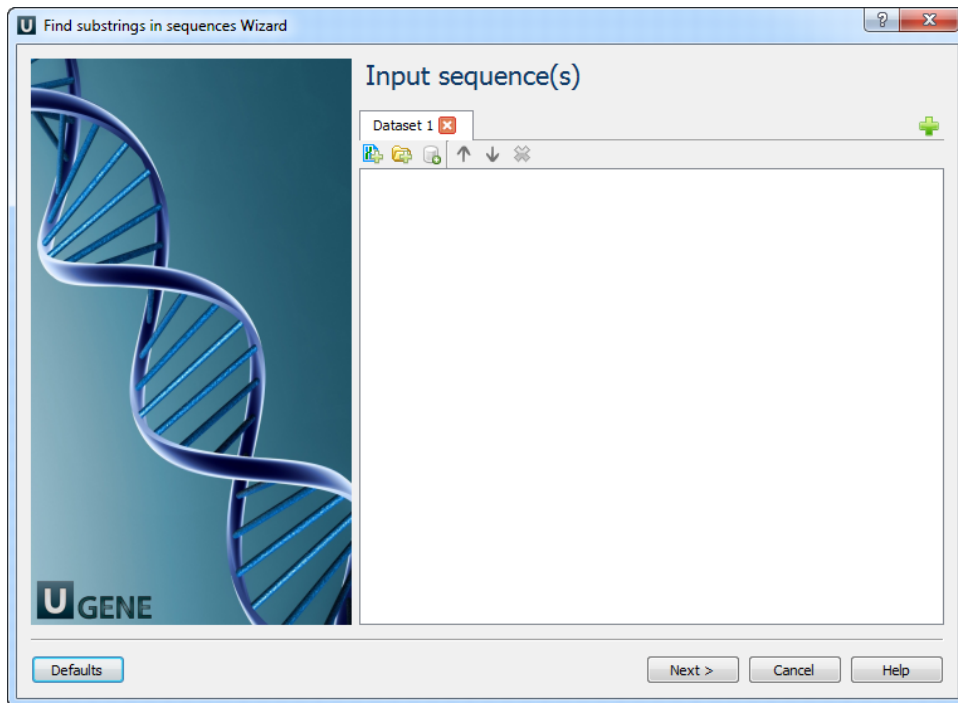 U Find substrings in sequences Wizard
?
Input sequence(s)
Dataset 1
U GENE
Defaults
Next >
Cancel
Help